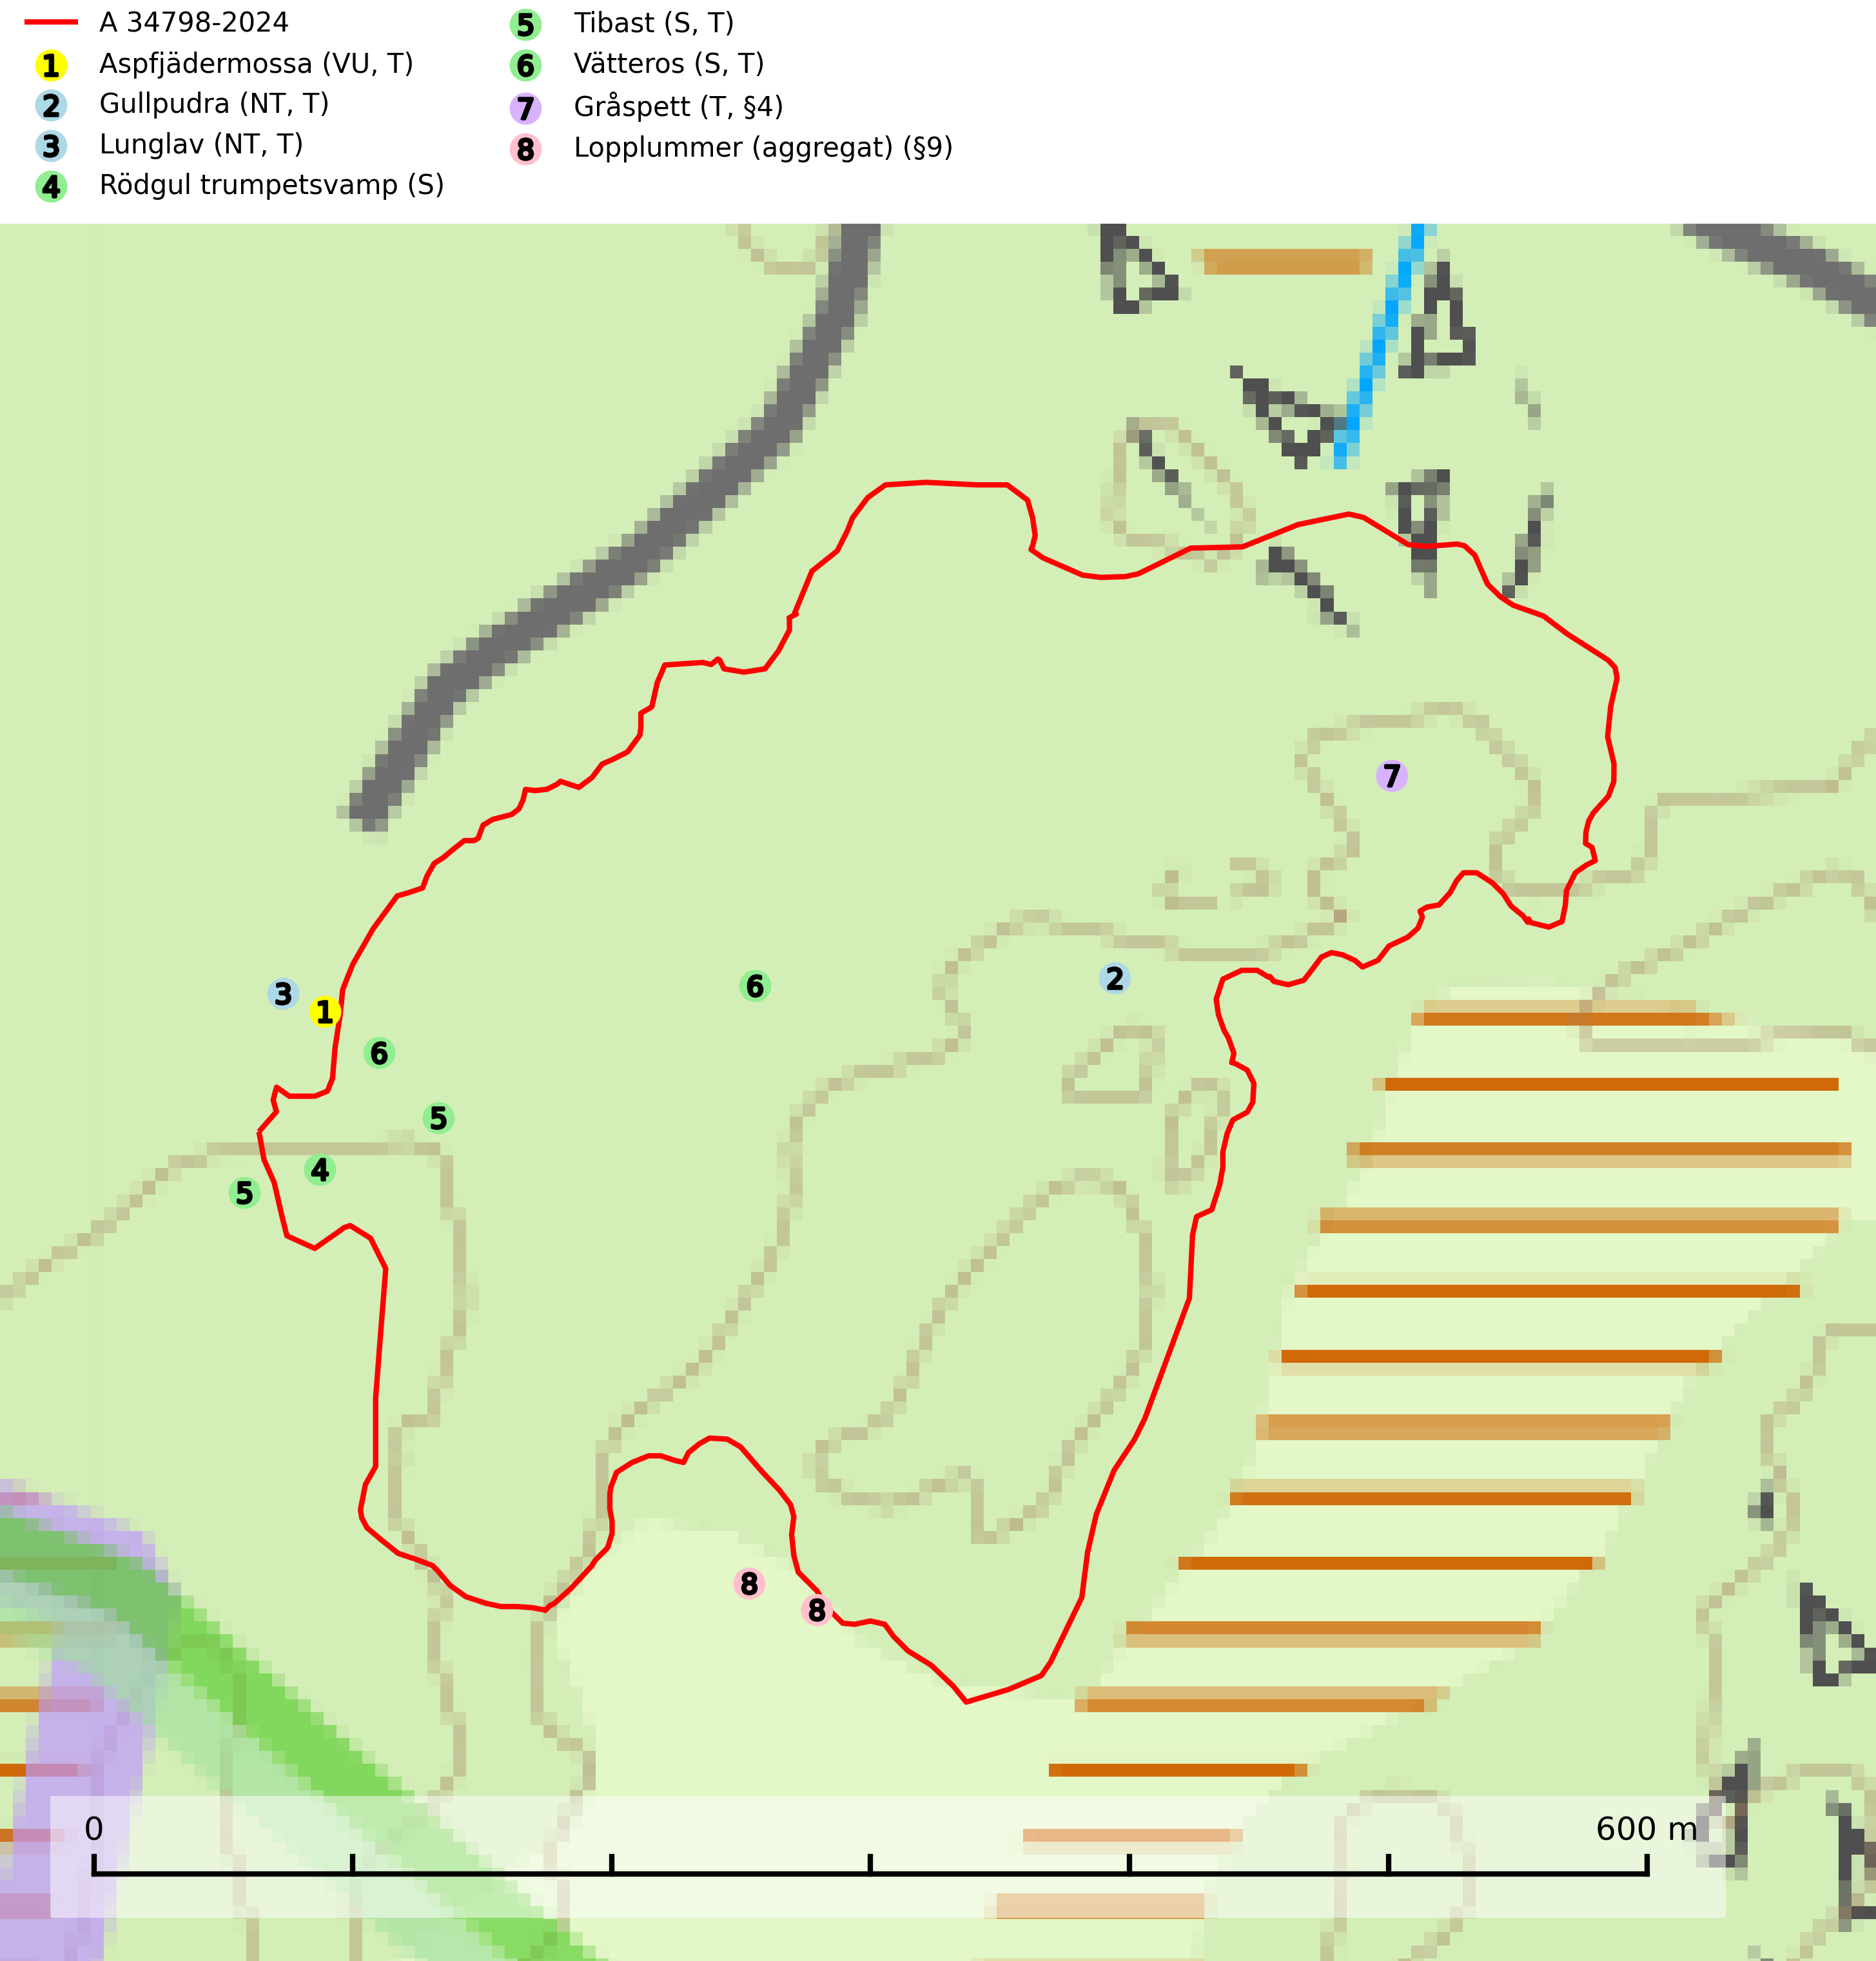 A 34798-2024
1 Aspfjädermossa (VU, T)
2 Gullpudra (NT, T)
3 Lunglav (NT, T)
4 Rödgul trumpetsvamp (S)
5 Tibast (S, T)
6 Vätteros (S, T)
7 Gråspett (T, §4)
8 Lopplummer (aggregat) (§9)
7
6
2
3
1
6
5
4
5
8
8
0 600 m